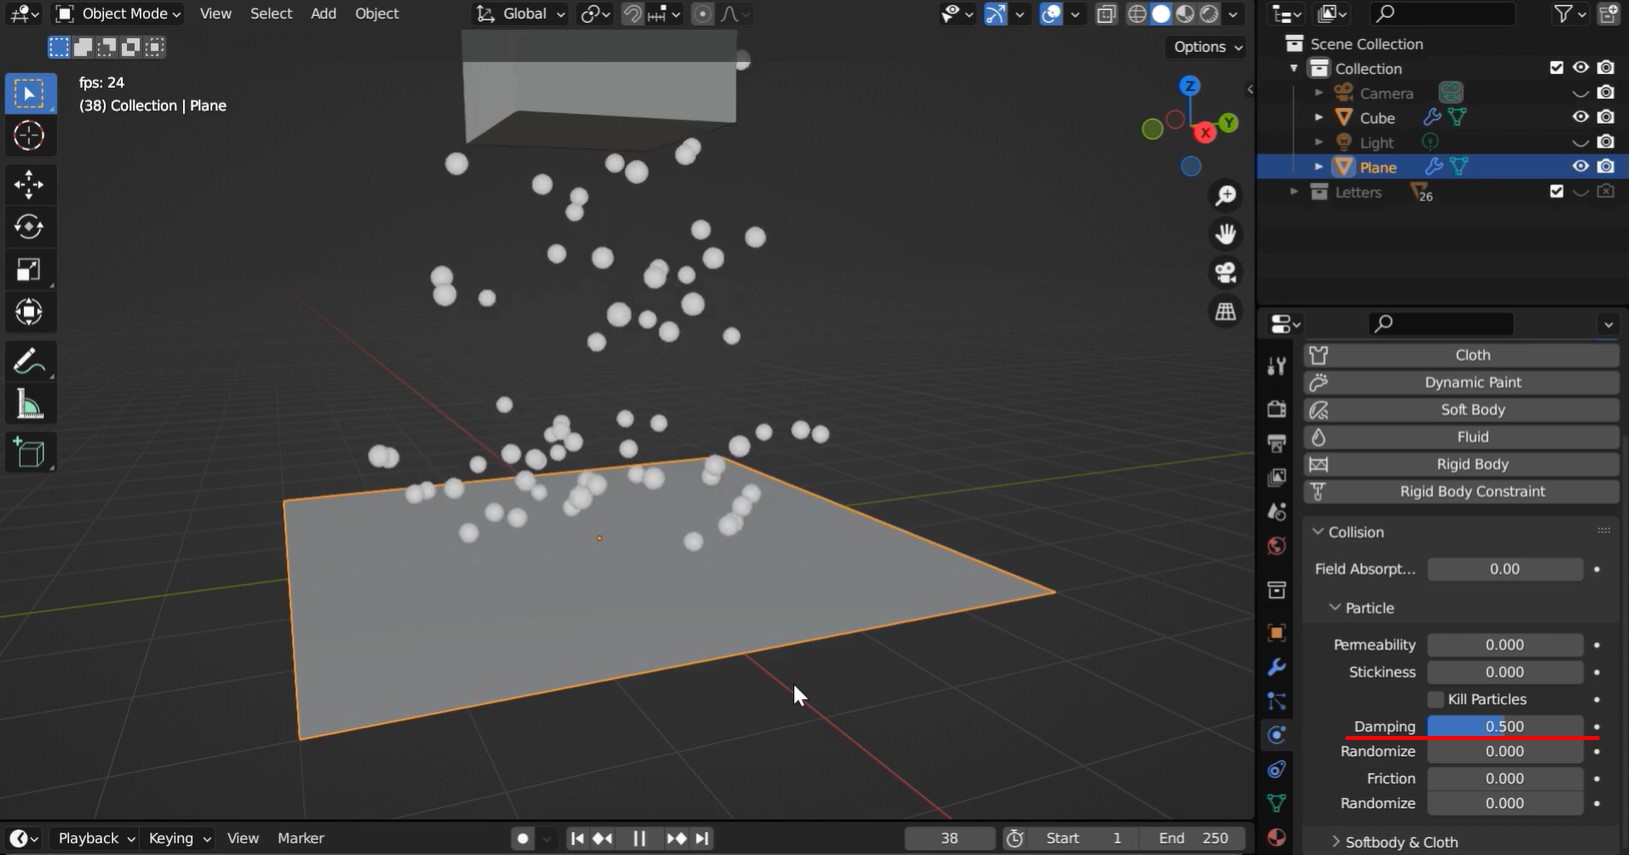 Object Mode View Select Add Object Global
Options
fps: 24
(38) Collection | Plane
Z
Y
X
Scene Collection
Collection
Camera
Cube
Light
Plane
Letters 26
Cloth
Dynamic Paint
Soft Body
Fluid
Rigid Body
Rigid Body Constraint
Collision
Field Absorpt... 0.00
Particle
Permeability 0.000
Stickiness 0.000
Kill Particles
Damping 0.500
Randomize 0.000
Friction 0.000
Randomize 0.000
Softbody & Cloth
Playback Keying View Marker 38 Start 1 End 250